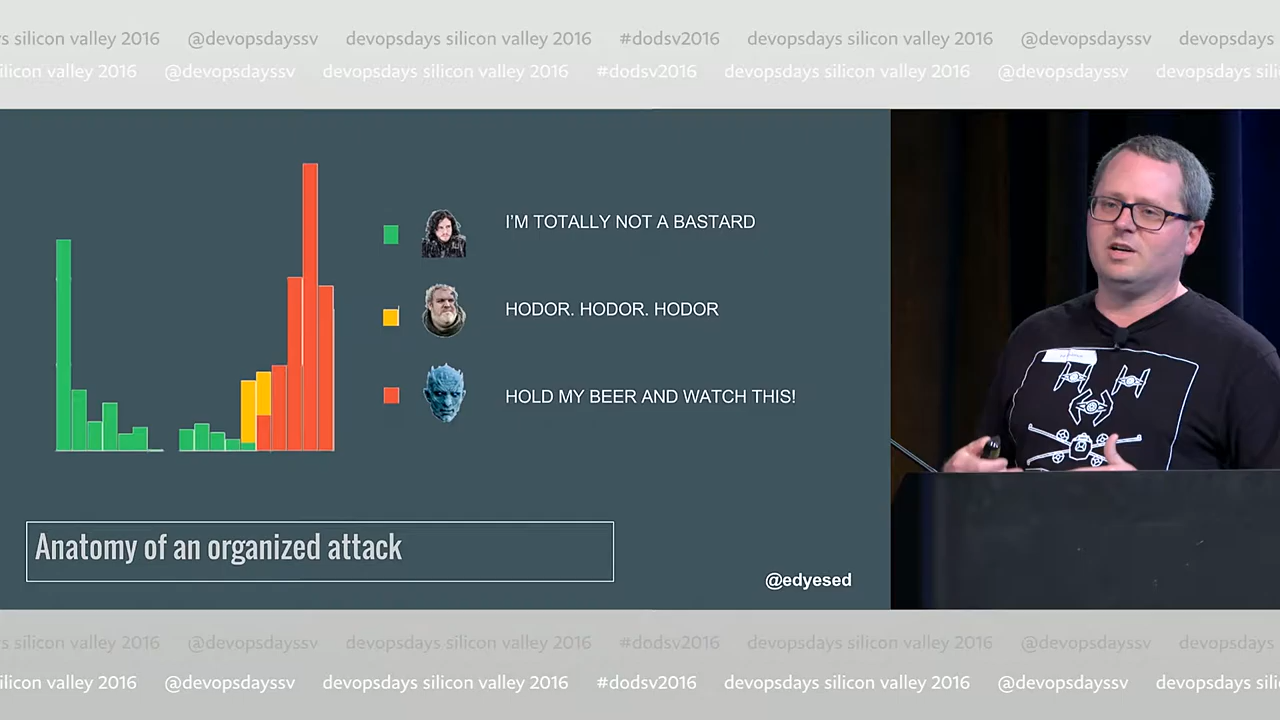 s silicon valley 2016 @devopsdayssv devopsdays silicon valley 2016 #dodsv2016 devopsdays silicon valley 2016 @devopsdayssv devopsdays
ilicon valley 2016 @devopsdayssv devopsdays silicon valley 2016 #dodsv2016 devopsdays silicon valley 2016 @devopsdayssv devopsdays sili
I'M TOTALLY NOT A BASTARD
HODOR. HODOR. HODOR
HOLD MY BEER AND WATCH THIS!
Anatomy of an organized attack
@edyesed
s silicon valley 2016 @devopsdayssv devopsdays silicon valley 2016 #dodsv2016 devopsdays silicon valley 2016 @devopsdayssv devopsdays
ilicon valley 2016 @devopsdayssv devopsdays silicon valley 2016 #dodsv2016 devopsdays silicon valley 2016 @devopsdayssv devopsdays sili